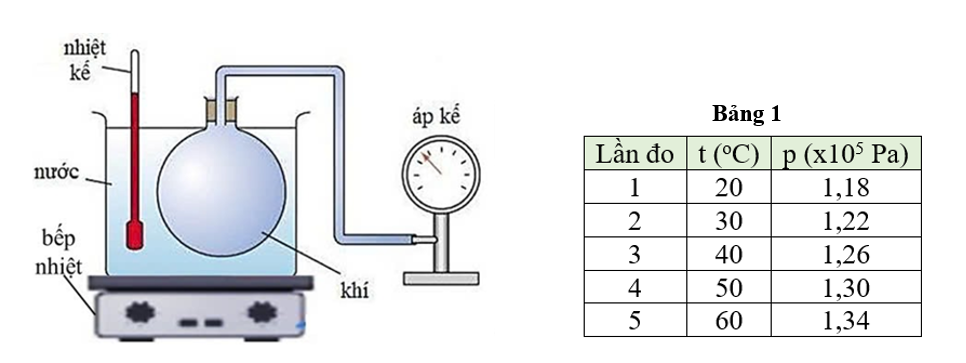 nhiệt
kế
nước
bếp
nhiệt
khí
áp kế
Bảng 1
Lần đo t (°C) p (x10⁵ Pa)
1 20 1,18
2 30 1,22
3 40 1,26
4 50 1,30
5 60 1,34